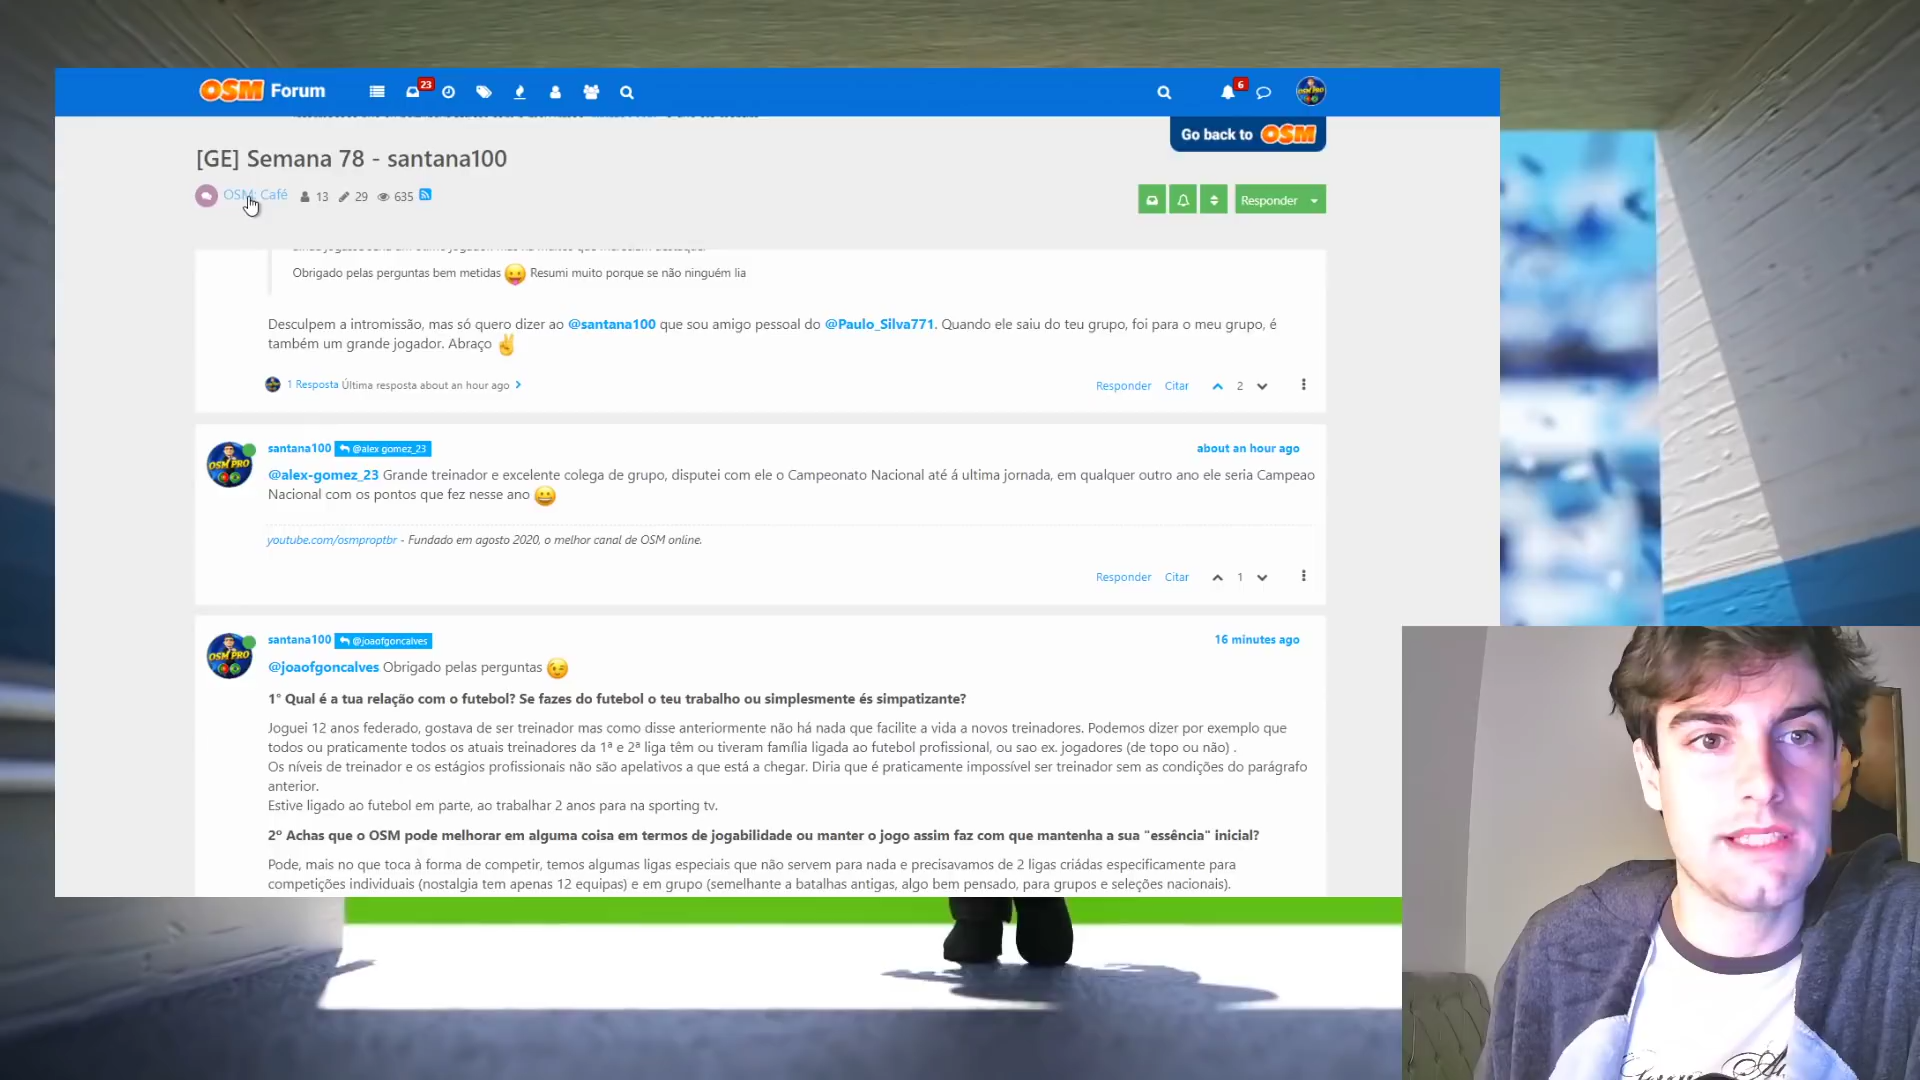 OSM Forum
23
6
Go back to OSM
[GE] Semana 78 - santana100
OSM: Café 13 29 635
Responder
Obrigado pelas perguntas bem metidas 😛 Resumi muito porque se não ninguém lia
Desculpem a intromissão, mas só quero dizer ao @santana100 que sou amigo pessoal do @Paulo_Silva771. Quando ele saiu do teu grupo, foi para o meu grupo, é
também um grande jogador. Abraço ✌
1 Resposta Última resposta about an hour ago
Responder Citar 2
santana100 @alex gomez_23 about an hour ago
@alex-gomez_23 Grande treinador e excelente colega de grupo, disputei com ele o Campeonato Nacional até á ultima jornada, em qualquer outro ano ele seria Campeao
Nacional com os pontos que fez nesse ano 😀
youtube.com/osmproptbr - Fundado em agosto 2020, o melhor canal de OSM online.
Responder Citar 1
OSM PRO
santana100 @joaofgoncalves 16 minutes ago
@joaofgoncalves Obrigado pelas perguntas 😉
OSM PRO
1° Qual é a tua relação com o futebol? Se fazes do futebol o teu trabalho ou simplesmente és simpatizante?
Joguei 12 anos federado, gostava de ser treinador mas como disse anteriormente não há nada que facilite a vida a novos treinadores. Podemos dizer por exemplo que
todos ou praticamente todos os atuais treinadores da 1ª e 2ª liga têm ou tiveram família ligada ao futebol profissional, ou sao ex. jogadores (de topo ou não) .
Os níveis de treinador e os estágios profissionais não são apelativos a que está a chegar. Diria que é praticamente impossível ser treinador sem as condições do parágrafo
anterior.
Estive ligado ao futebol em parte, ao trabalhar 2 anos para na sporting tv.
2º Achas que o OSM pode melhorar em alguma coisa em termos de jogabilidade ou manter o jogo assim faz com que mantenha a sua "essência" inicial?
Pode, mais no que toca à forma de competir, temos algumas ligas especiais que não servem para nada e precisavamos de 2 ligas criádas especificamente para
competições individuais (nostalgia tem apenas 12 equipas) e em grupo (semelhante a batalhas antigas, algo bem pensado, para grupos e seleções nacionais).